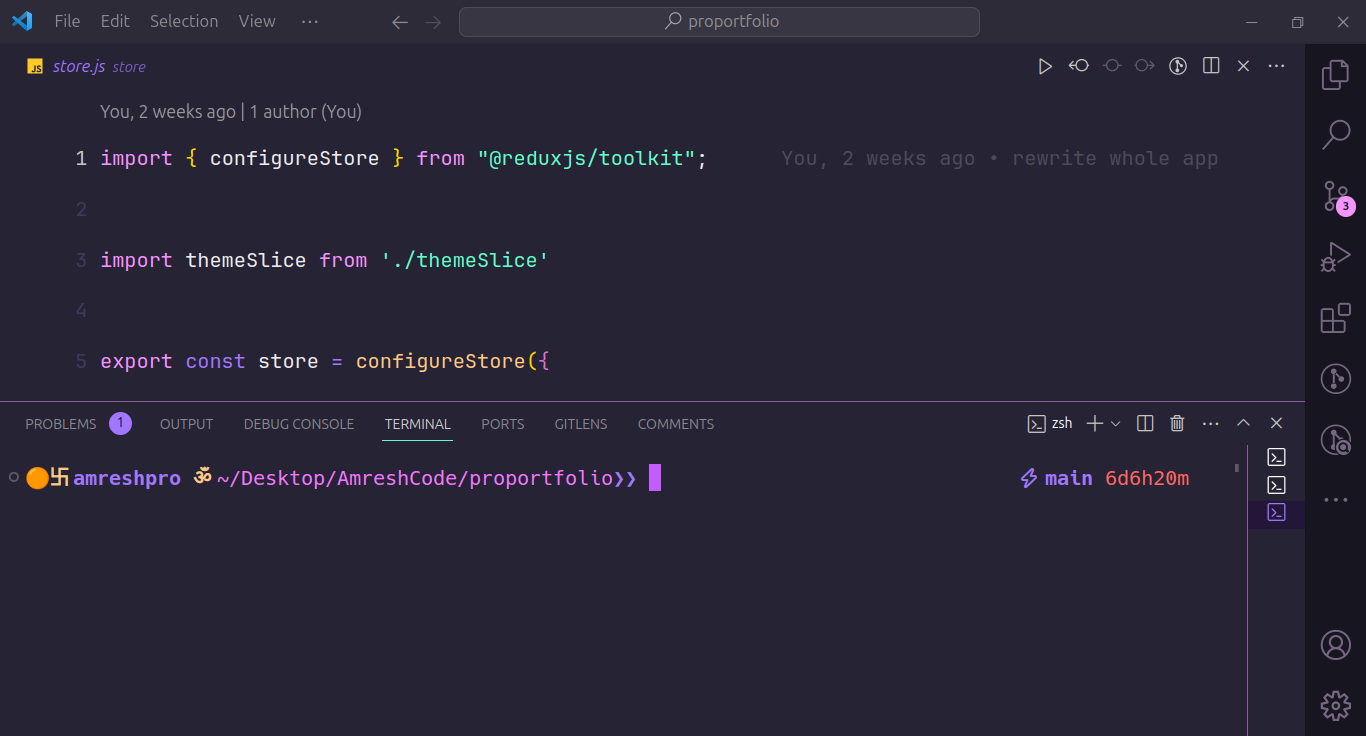 File Edit Selection View ··· proportfolio
JS store.js store
You, 2 weeks ago | 1 author (You)
1 import { configureStore } from "@reduxjs/toolkit"; You, 2 weeks ago • rewrite whole app
2
3 import themeSlice from './themeSlice'
4
5 export const store = configureStore({
3
PROBLEMS 1 OUTPUT DEBUG CONSOLE TERMINAL PORTS GITLENS COMMENTS zsh
卐amreshpro ॐ~/Desktop/AmreshCode/proportfolio❯❯ main 6d6h20m